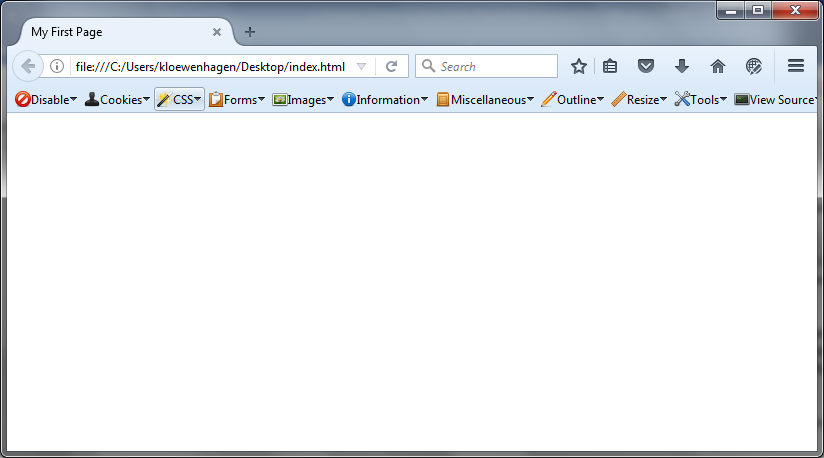 My First Page
file:///C:/Users/kloewenhagen/Desktop/index.html Search
Disable Cookies CSS Forms Images Information Miscellaneous Outline Resize Tools View Source